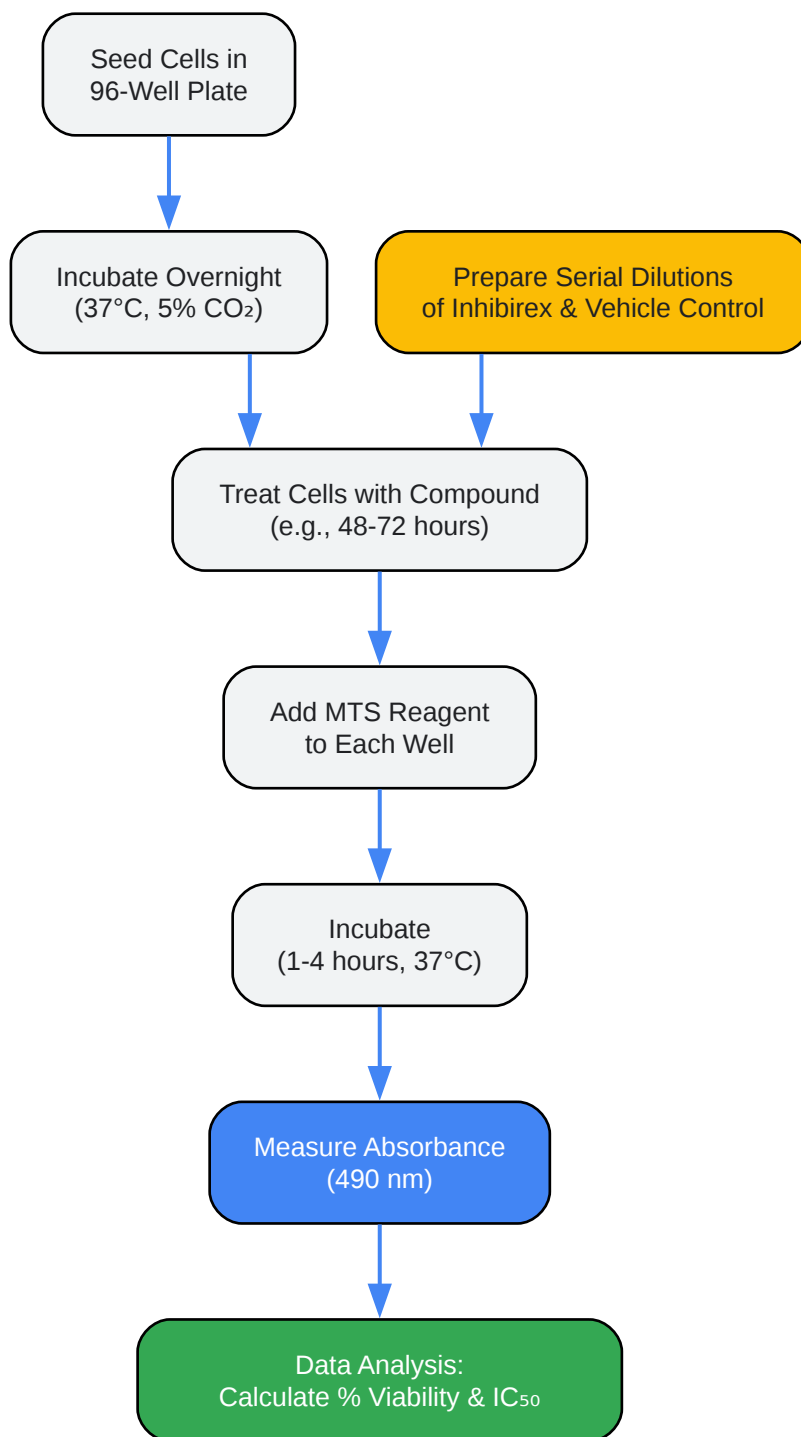 Seed Cells in
96-Well Plate
Incubate Overnight
(37°C, 5% CO₂)
Prepare Serial Dilutions
of Inhibirex & Vehicle Control
Treat Cells with Compound
(e.g., 48-72 hours)
Add MTS Reagent
to Each Well
Incubate
(1-4 hours, 37°C)
Measure Absorbance
(490 nm)
Data Analysis:
Calculate % Viability & IC₅₀